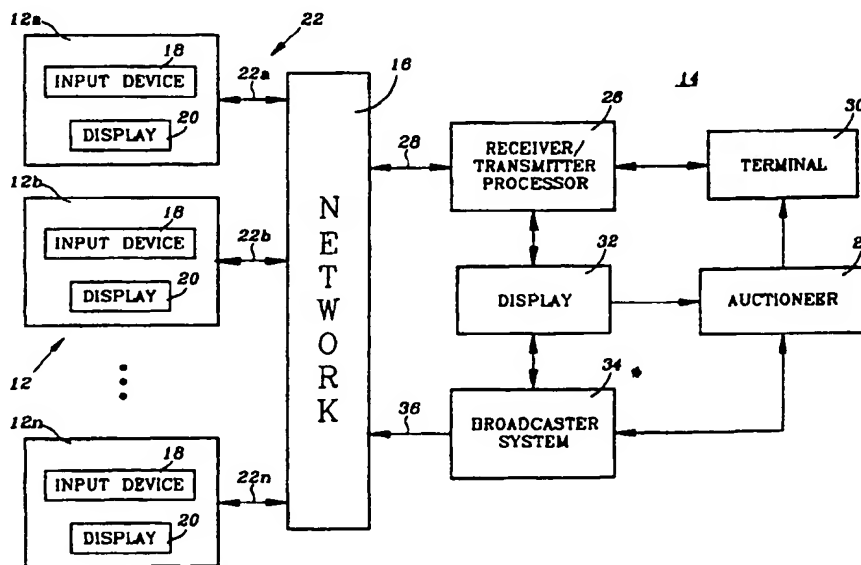 12a
22
18
INPUT DEVICE
22a
16
20
DISPLAY
14
26
30
RECEIVER/
TRANSMITTER
PROCESSOR
28
TERMINAL
12b
18
INPUT DEVICE
22b
20
DISPLAY
NETWORK
32
DISPLAY
AUCTIONEER
12
34 *
36
BROADCASTER
SYSTEM
12n
18
INPUT DEVICE
22n
20
DISPLAY